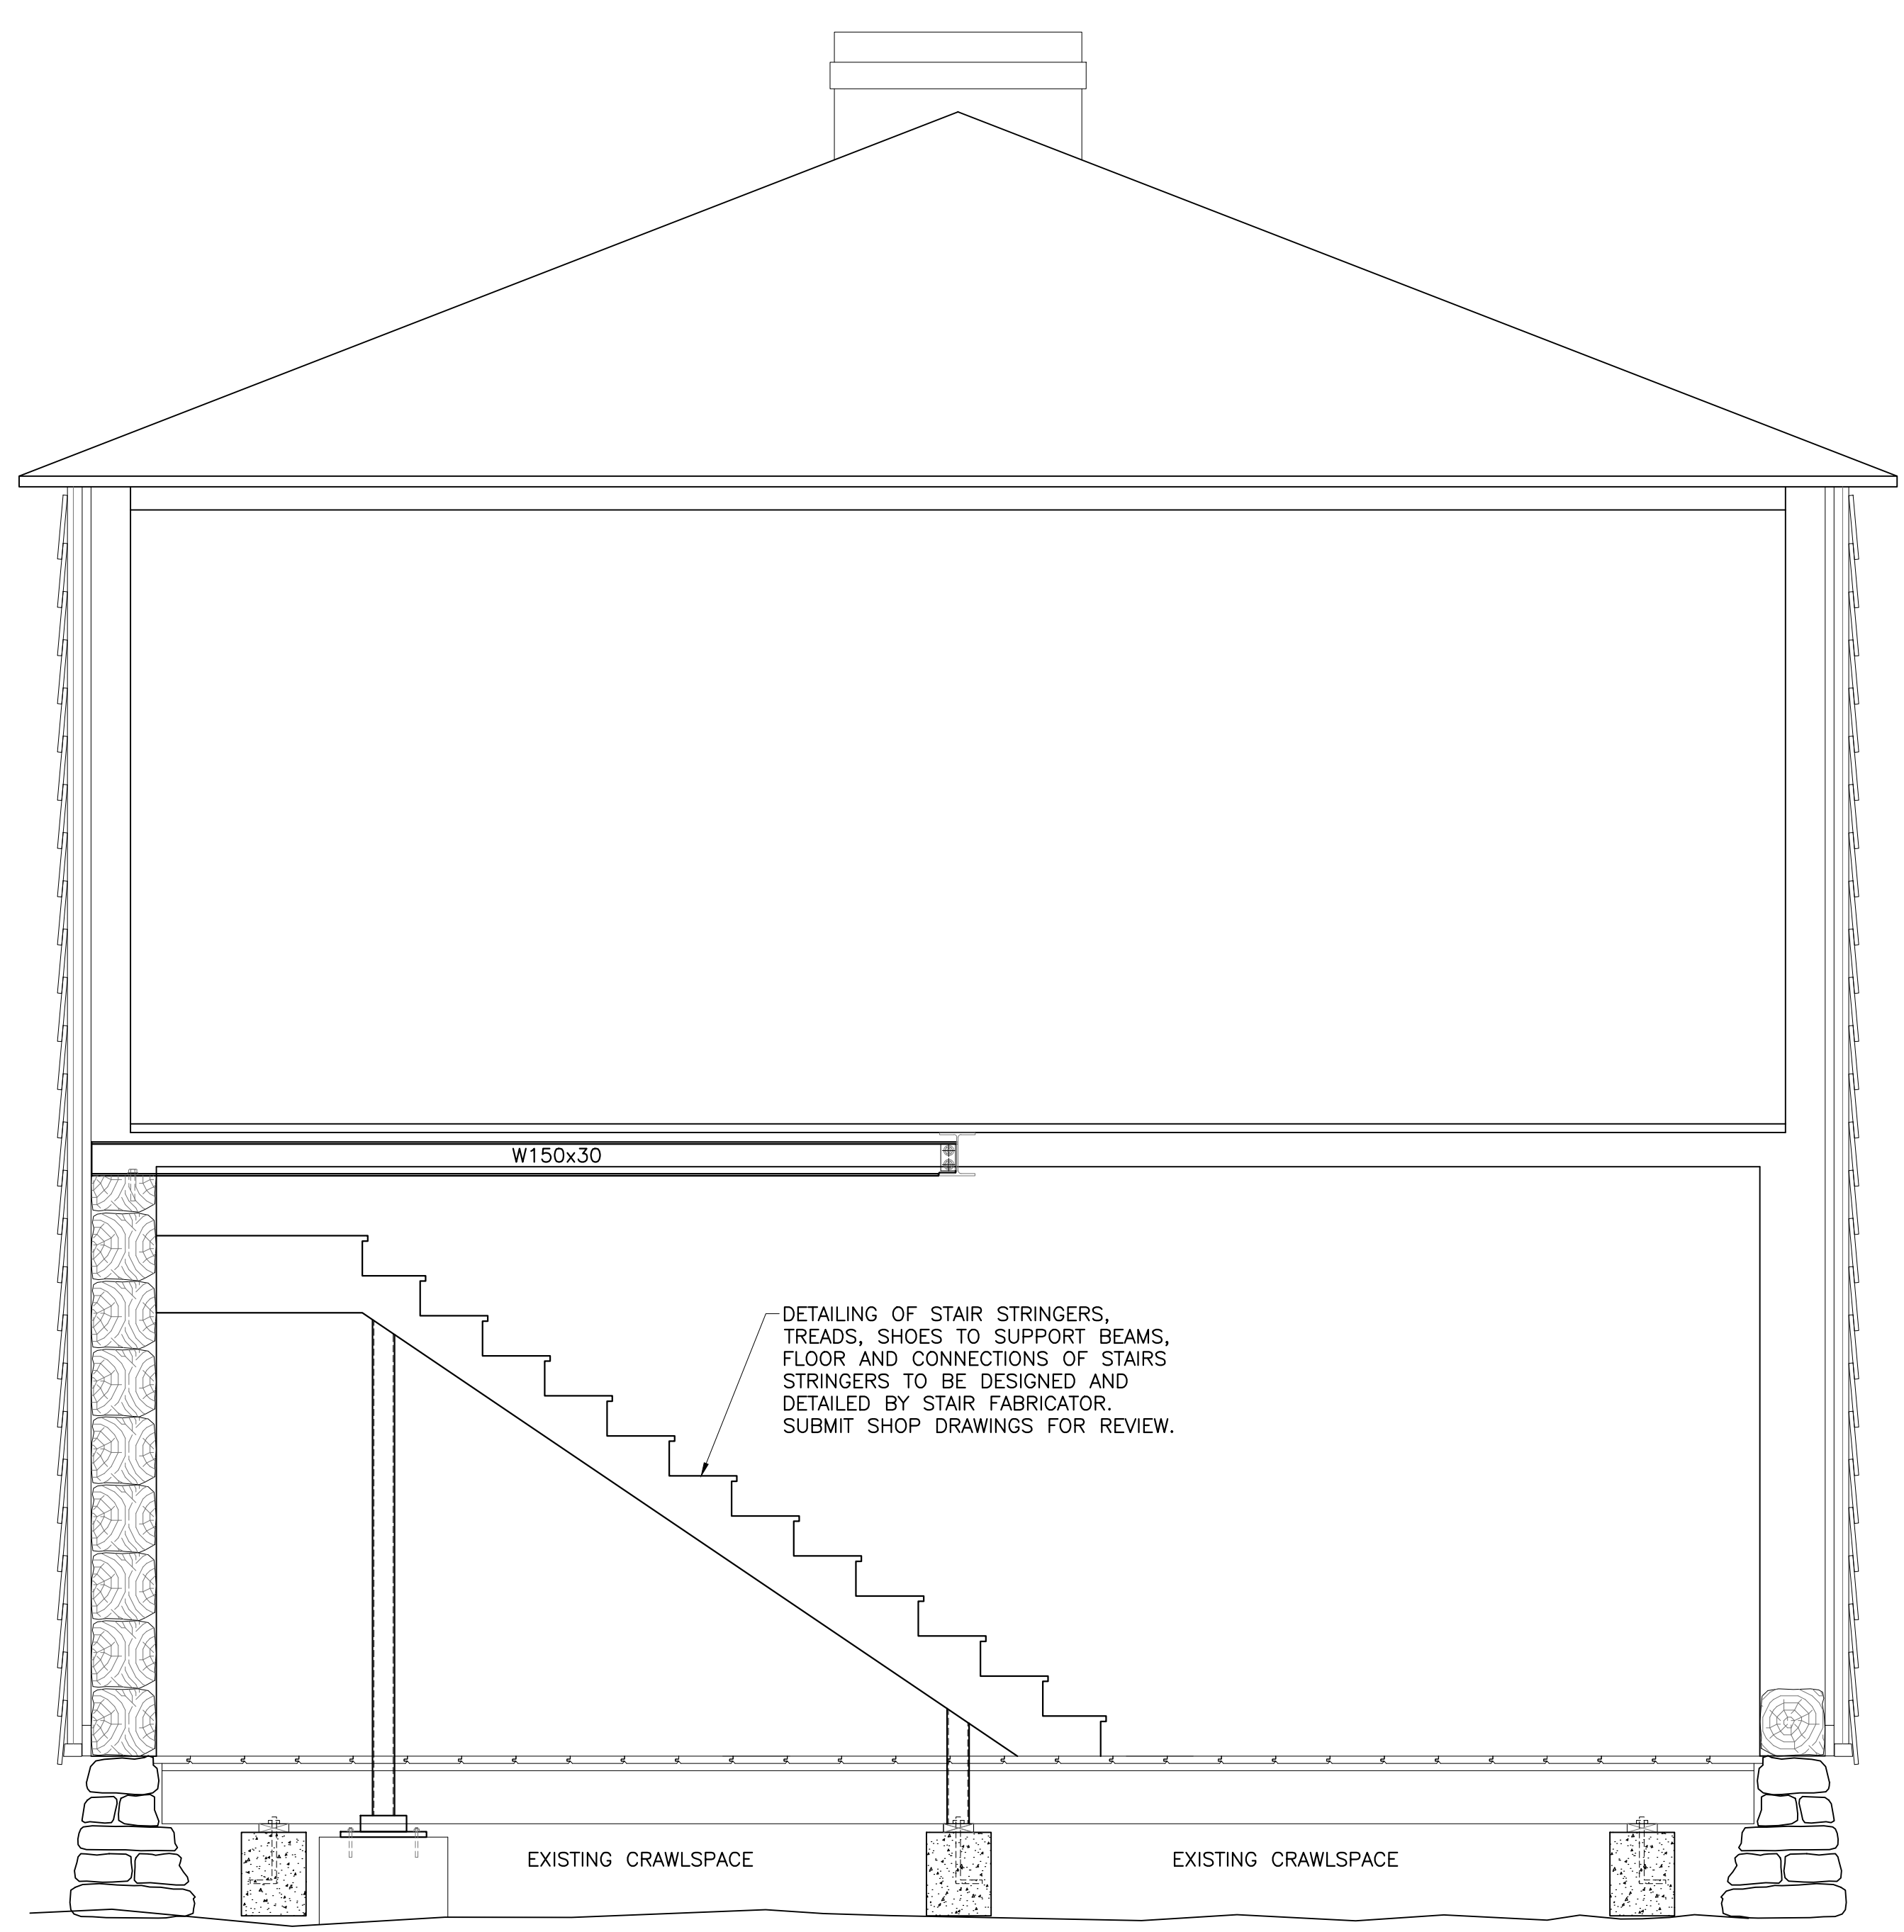 W150x30
DETAILING OF STAIR STRINGERS,
TREADS, SHOES TO SUPPORT BEAMS,
FLOOR AND CONNECTIONS OF STAIRS
STRINGERS TO BE DESIGNED AND
DETAILED BY STAIR FABRICATOR.
SUBMIT SHOP DRAWINGS FOR REVIEW.
EXISTING CRAWLSPACE
EXISTING CRAWLSPACE